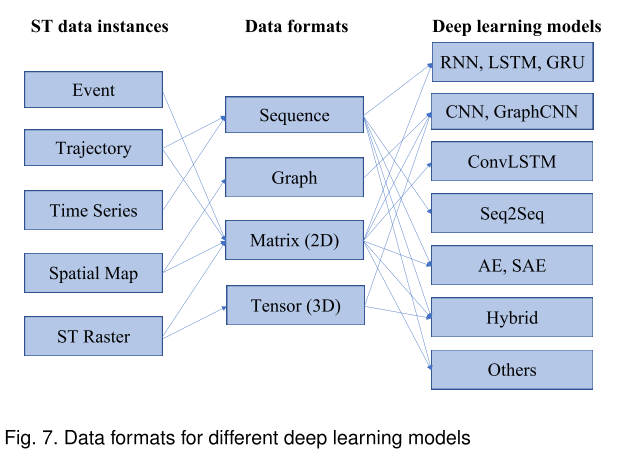 ST data instances
Data formats
Deep learning models
Event
Trajectory
Time Series
Spatial Map
ST Raster
Sequence
Graph
Matrix (2D)
Tensor (3D)
RNN, LSTM, GRU
CNN, GraphCNN
ConvLSTM
Seq2Seq
AE, SAE
Hybrid
Others
Fig. 7. Data formats for different deep learning models